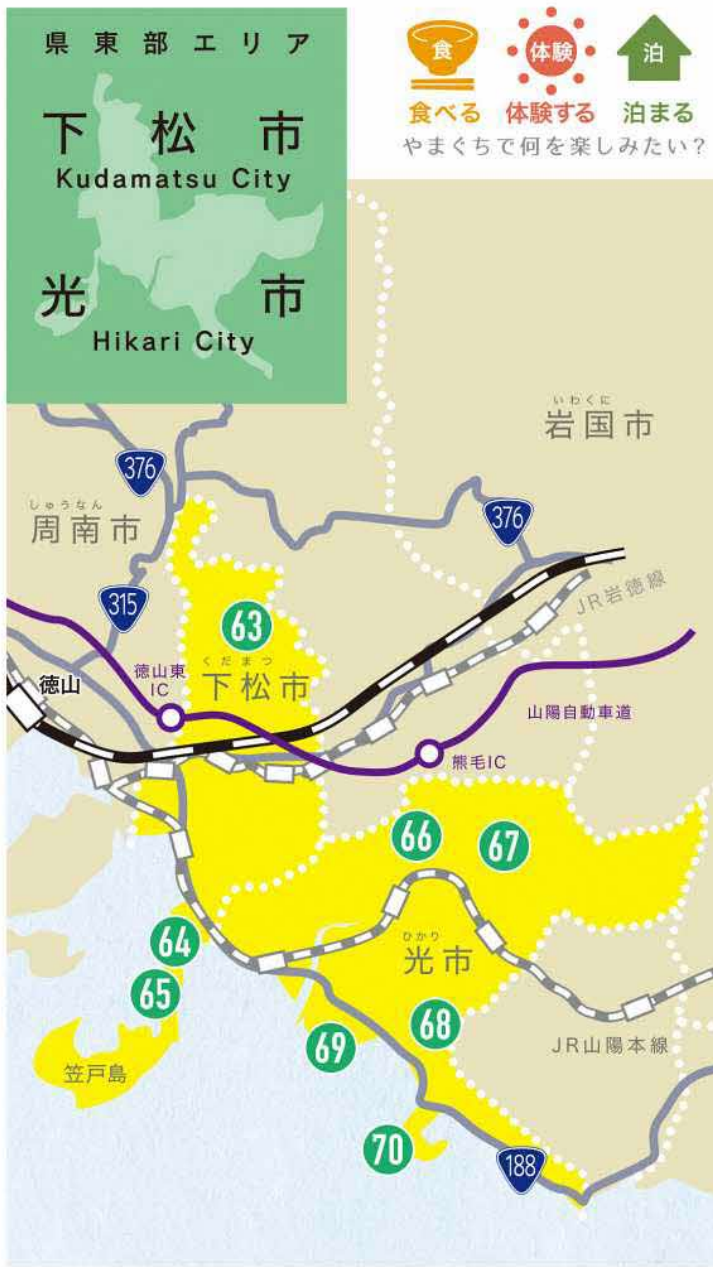 県東部エリア
下松市
Kudamatsu City
光市
Hikari City
食
体験
泊
食べる
体験する
泊まる
やまぐちで何を楽しみたい?
いわくに
岩国市
376
しゅうなん
周南市
376
315
JR岩徳線
63
くだまつ
下松市
徳山東
IC
徳山
山陽自動車道
熊毛IC
66
67
64
ひかり
光市
65
68
69
JR山陽本線
笠戸島
70
188